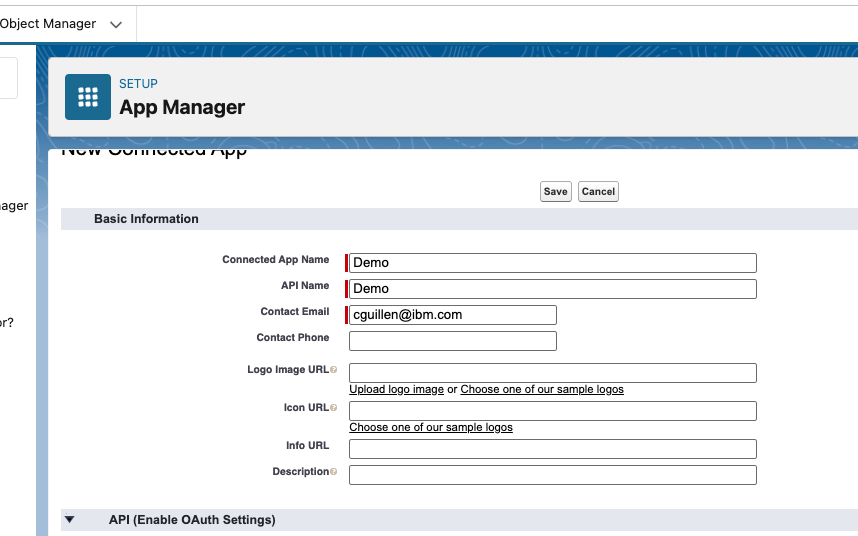 Object Manager
SETUP
App Manager
New Connected App
ager
or?
Save Cancel
Basic Information
Connected App Name Demo
API Name Demo
Contact Email cguillen@ibm.com
Contact Phone
Logo Image URL
Upload logo image or Choose one of our sample logos
Icon URL
Choose one of our sample logos
Info URL
Description
API (Enable OAuth Settings)